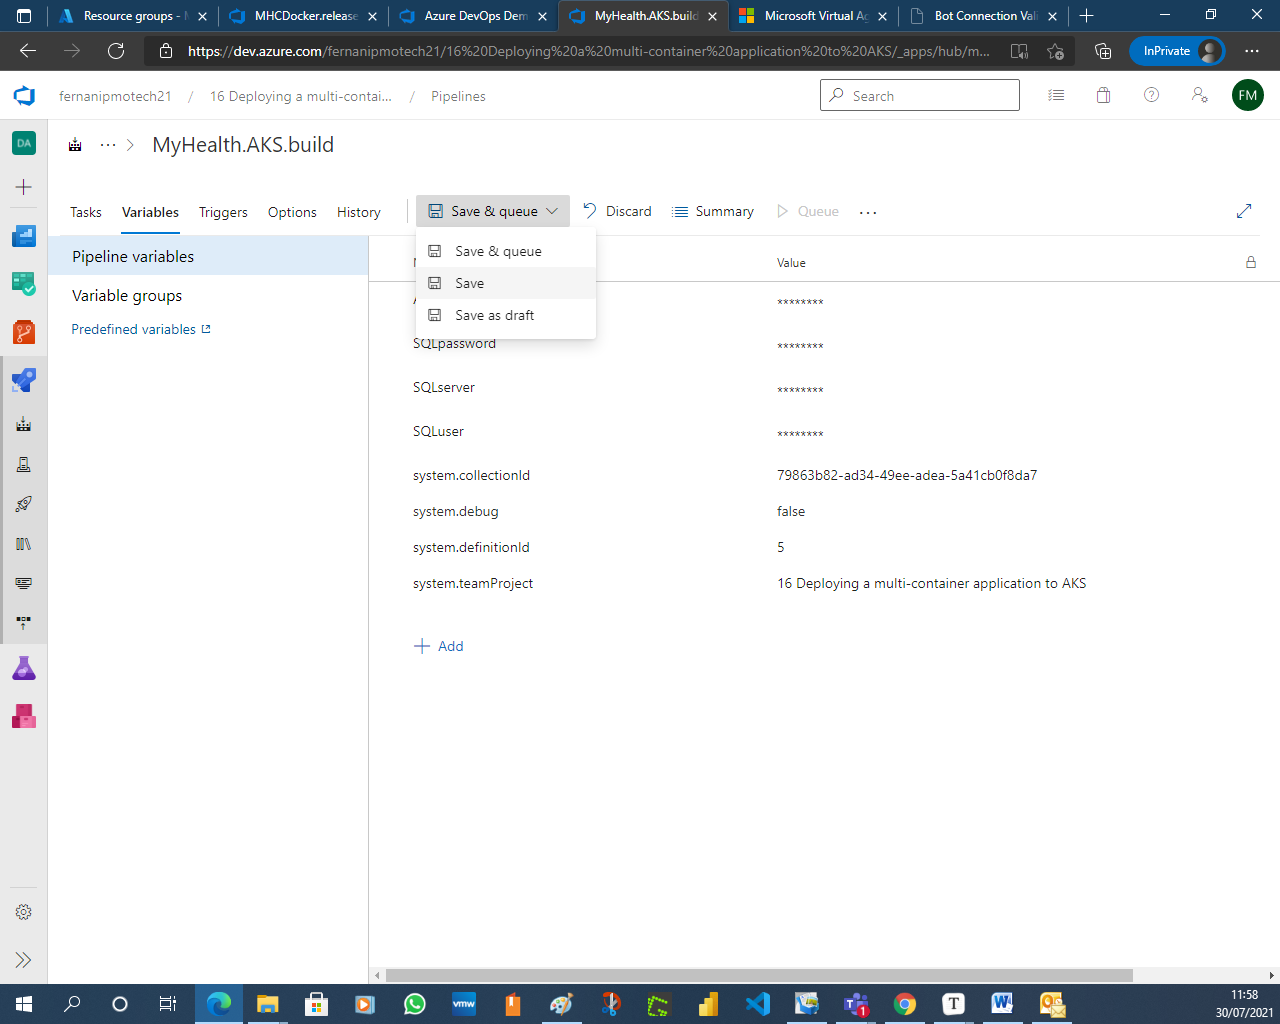 Resource groups - M
MHCDocker.release
Azure DevOps Dem
MyHealth.AKS.build
Microsoft Virtual Ag
Bot Connection Vali
https://dev.azure.com/fernanipmotech21/16%20Deploying%20a%20multi-container%20application%20to%20AKS/_apps/hub/m...
InPrivate
fernanipmotech21 / 16 Deploying a multi-contai... / Pipelines
Search
FM
DA
MyHealth.AKS.build
Tasks
Variables
Triggers
Options
History
Save & queue
Discard
Summary
Queue
Save & queue
Save
Save as draft
Pipeline variables
Variable groups
Predefined variables
Value
********
SQLpassword ********
SQLserver ********
SQLuser ********
system.collectionId 79863b82-ad34-49ee-adea-5a41cb0f8da7
system.debug false
system.definitionId 5
system.teamProject 16 Deploying a multi-container application to AKS
Add
vmw
1
T
11:58
30/07/2021